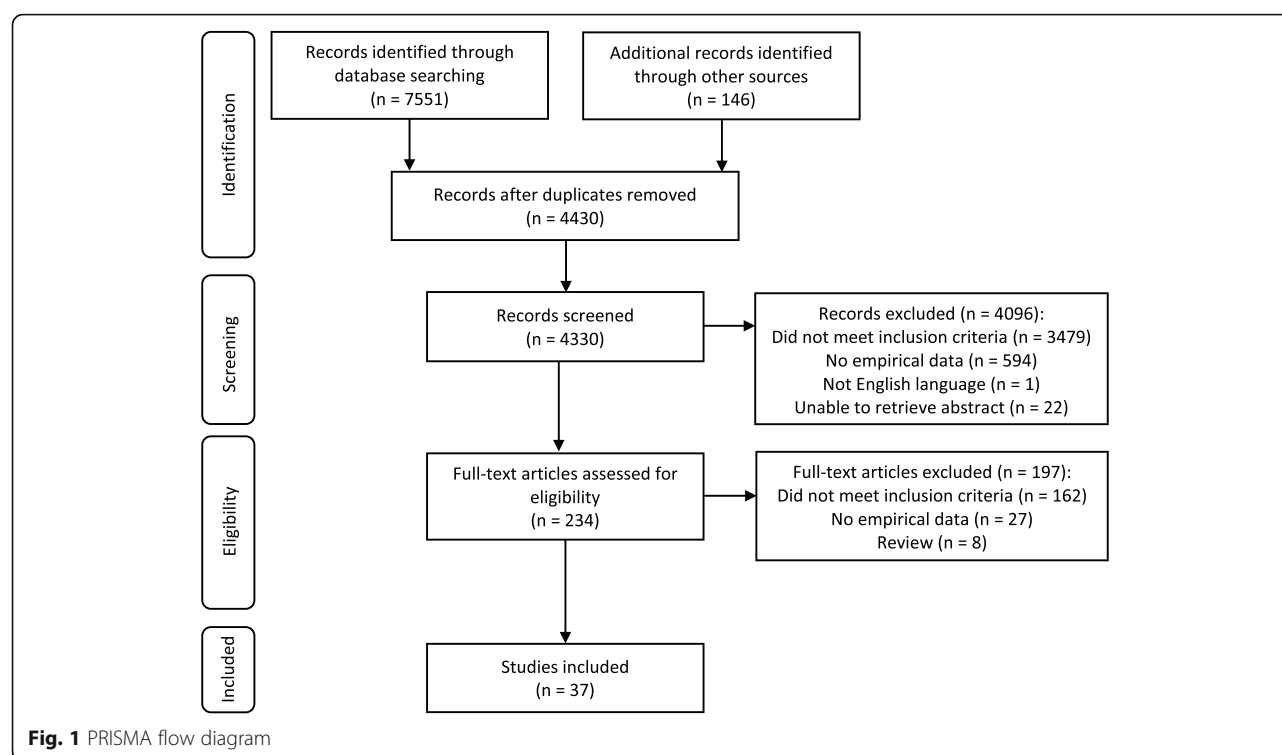 Identification
Records identified through
database searching
(n = 7551)
Additional records identified
through other sources
(n = 146)
Records after duplicates removed
(n = 4430)
Screening
Records screened
(n = 4330)
Records excluded (n = 4096):
Did not meet inclusion criteria (n = 3479)
No empirical data (n = 594)
Not English language (n = 1)
Unable to retrieve abstract (n = 22)
Eligibility
Full-text articles assessed for
eligibility
(n = 234)
Full-text articles excluded (n = 197):
Did not meet inclusion criteria (n = 162)
No empirical data (n = 27)
Review (n = 8)
Included
Studies included
(n = 37)
Fig. 1 PRISMA flow diagram